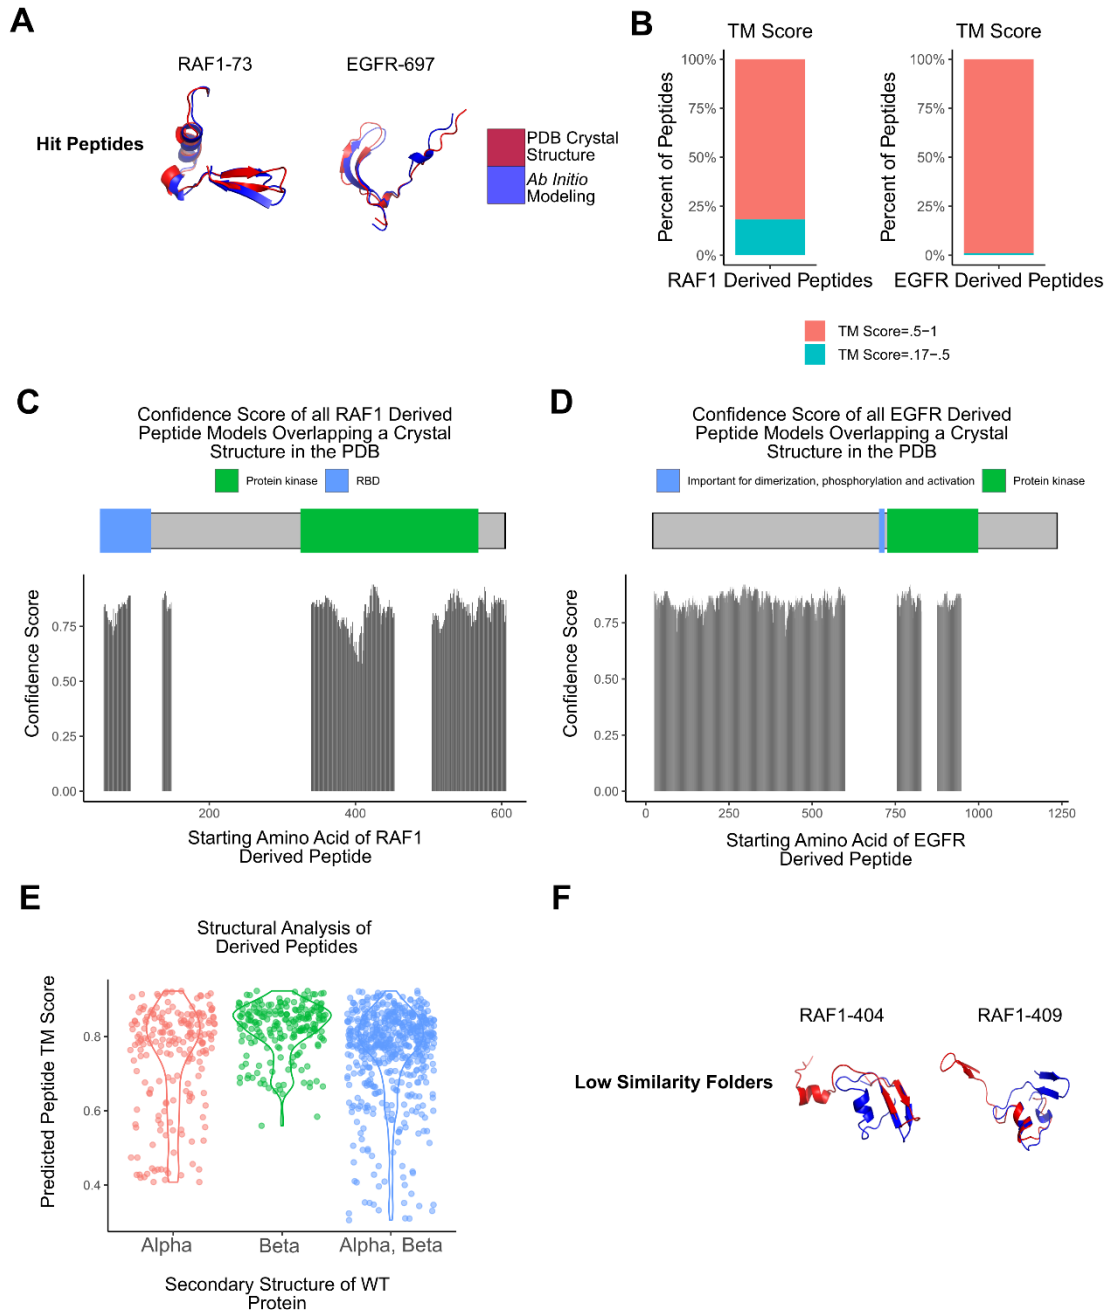 A
RAF1-73
EGFR-697
Hit Peptides
PDB Crystal
Structure
Ab Initio
Modeling
B
TM Score
Percent of Peptides
100%
75%
50%
25%
0%
RAF1 Derived Peptides
TM Score
Percent of Peptides
100%
75%
50%
25%
0%
EGFR Derived Peptides
TM Score=.5−1
TM Score=.17−.5
C
Confidence Score of all RAF1 Derived
Peptide Models Overlapping a Crystal
Structure in the PDB
Protein kinase
RBD
Confidence Score
0.75
0.50
0.25
0.00
200
400
600
Starting Amino Acid of RAF1
Derived Peptide
D
Confidence Score of all EGFR Derived
Peptide Models Overlapping a Crystal
Structure in the PDB
Important for dimerization, phosphorylation and activation
Protein kinase
Confidence Score
0.75
0.50
0.25
0.00
0
250
500
750
1000
1250
Starting Amino Acid of EGFR
Derived Peptide
E
Structural Analysis of
Derived Peptides
Predicted Peptide TM Score
0.8
0.6
0.4
Alpha
Beta
Alpha, Beta
Secondary Structure of WT
Protein
F
RAF1-404
RAF1-409
Low Similarity Folders